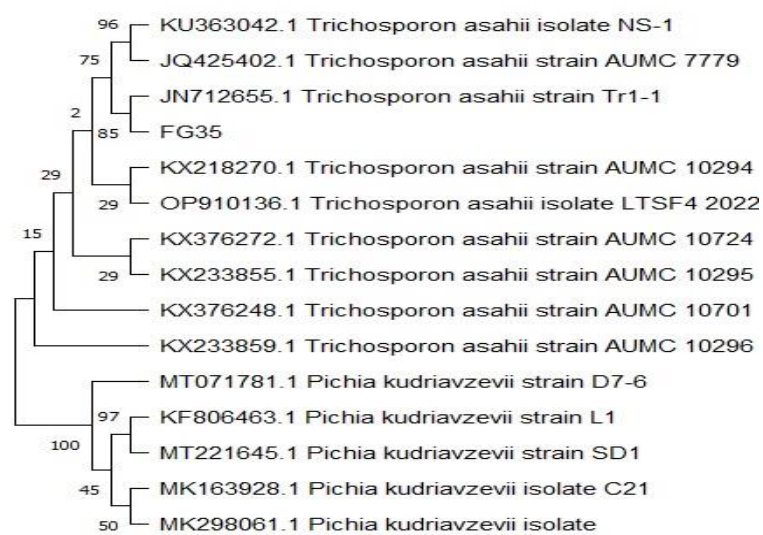 96
KU363042.1 Trichosporon asahii isolate NS-1
75
JQ425402.1 Trichosporon asahii strain AUMC 7779
JN712655.1 Trichosporon asahii strain Tr1-1
2
85
FG35
KX218270.1 Trichosporon asahii strain AUMC 10294
29
29
OP910136.1 Trichosporon asahii isolate LTSF4 2022
15
KX376272.1 Trichosporon asahii strain AUMC 10724
29
KX233855.1 Trichosporon asahii strain AUMC 10295
KX376248.1 Trichosporon asahii strain AUMC 10701
KX233859.1 Trichosporon asahii strain AUMC 10296
MT071781.1 Pichia kudriavzevii strain D7-6
97
KF806463.1 Pichia kudriavzevii strain L1
100
MT221645.1 Pichia kudriavzevii strain SD1
45
MK163928.1 Pichia kudriavzevii isolate C21
50
MK298061.1 Pichia kudriavzevii isolate